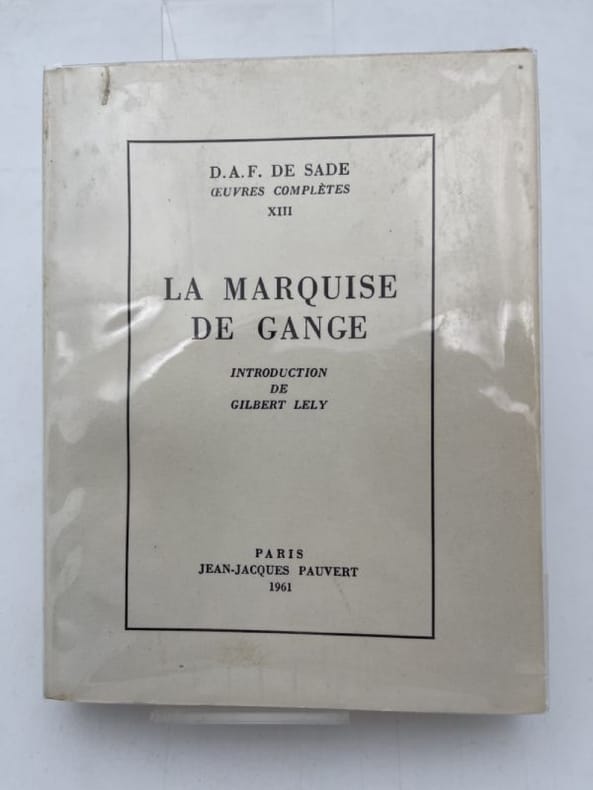 D.A.F. DE SADE
ŒUVRES COMPLÈTES
XIII
LA MARQUISE
DE GANGE
INTRODUCTION
DE
GILBERT LELY
PARIS
JEAN-JACQUES PAUVERT
1961